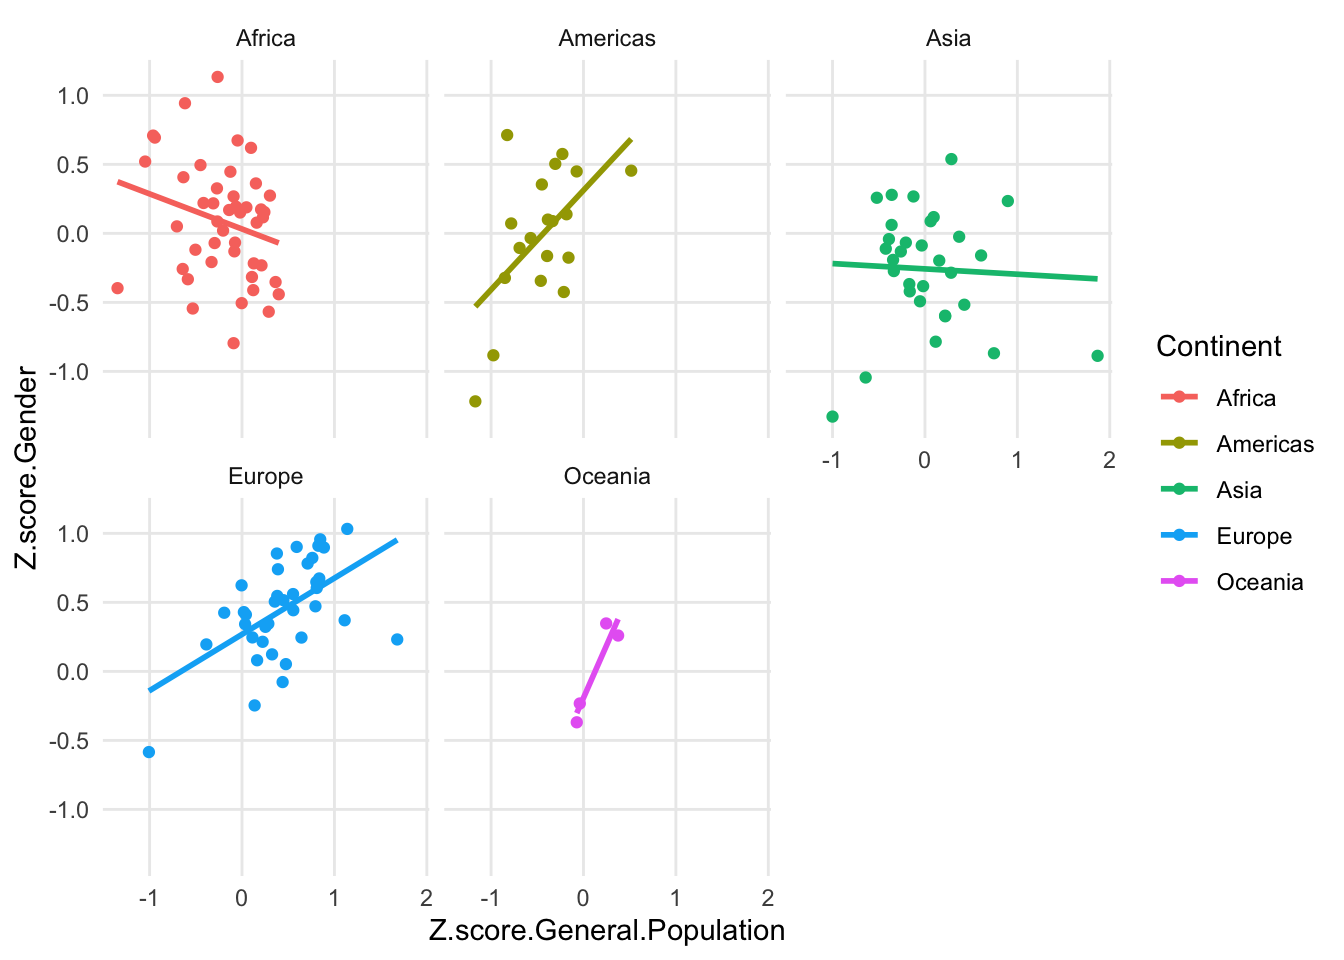 Africa Americas Asia
1.0
0.5
0.0
-0.5
-1.0
-1 0 1 2
Europe Oceania
1.0
0.5
0.0
-0.5
-1.0
-1 0 1 2 -1 0 1 2
Z.score.General.Population
Z.score.Gender
Continent
Africa
Americas
Asia
Europe
Oceania